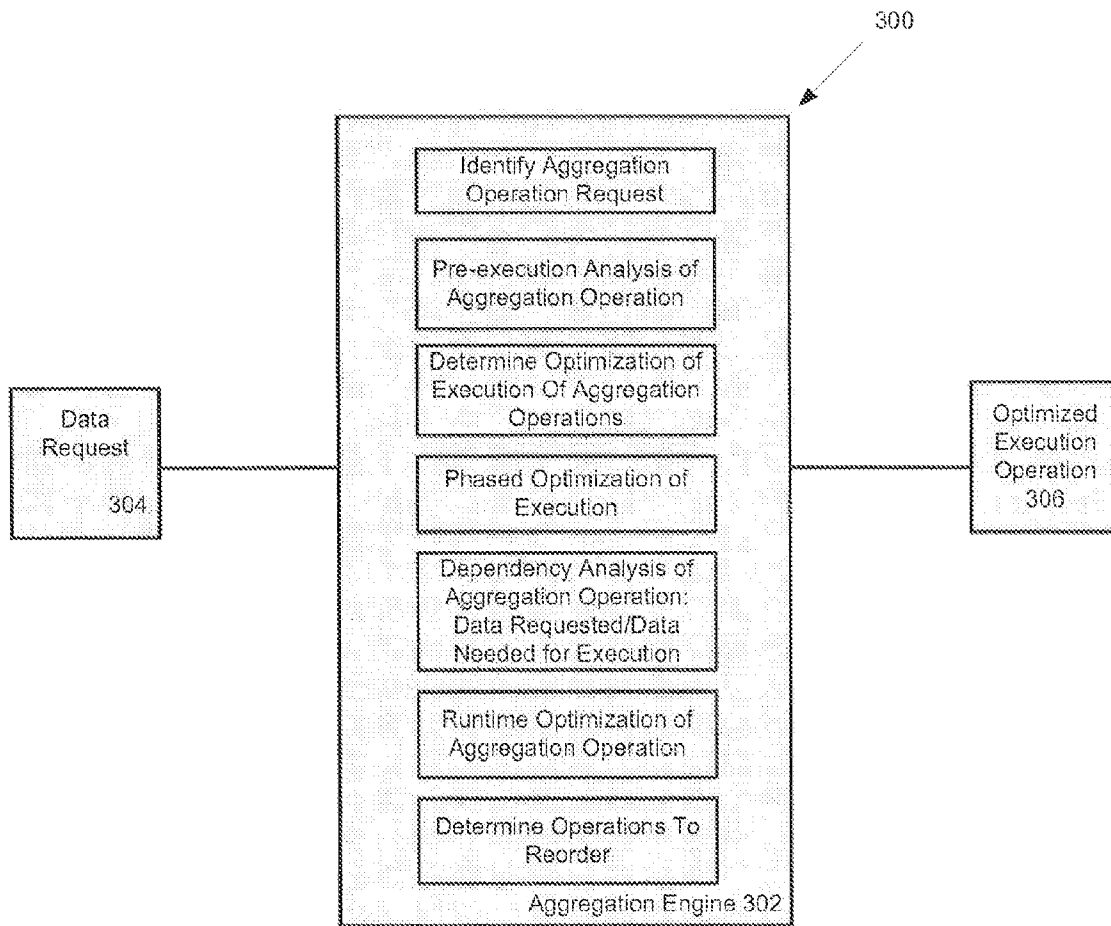 300
Identify Aggregation
Operation Request
Pre-execution Analysis of
Aggregation Operation
Determine Optimization of
Execution Of Aggregation
Operations
Data
Request
304
Optimized
Execution
Operation
306
Phased Optimization of
Execution
Dependency Analysis of
Aggregation Operation:
Data Requested/Data
Needed for Execution
Runtime Optimization of
Aggregation Operation
Determine Operations To
Reorder
Aggregation Engine 302